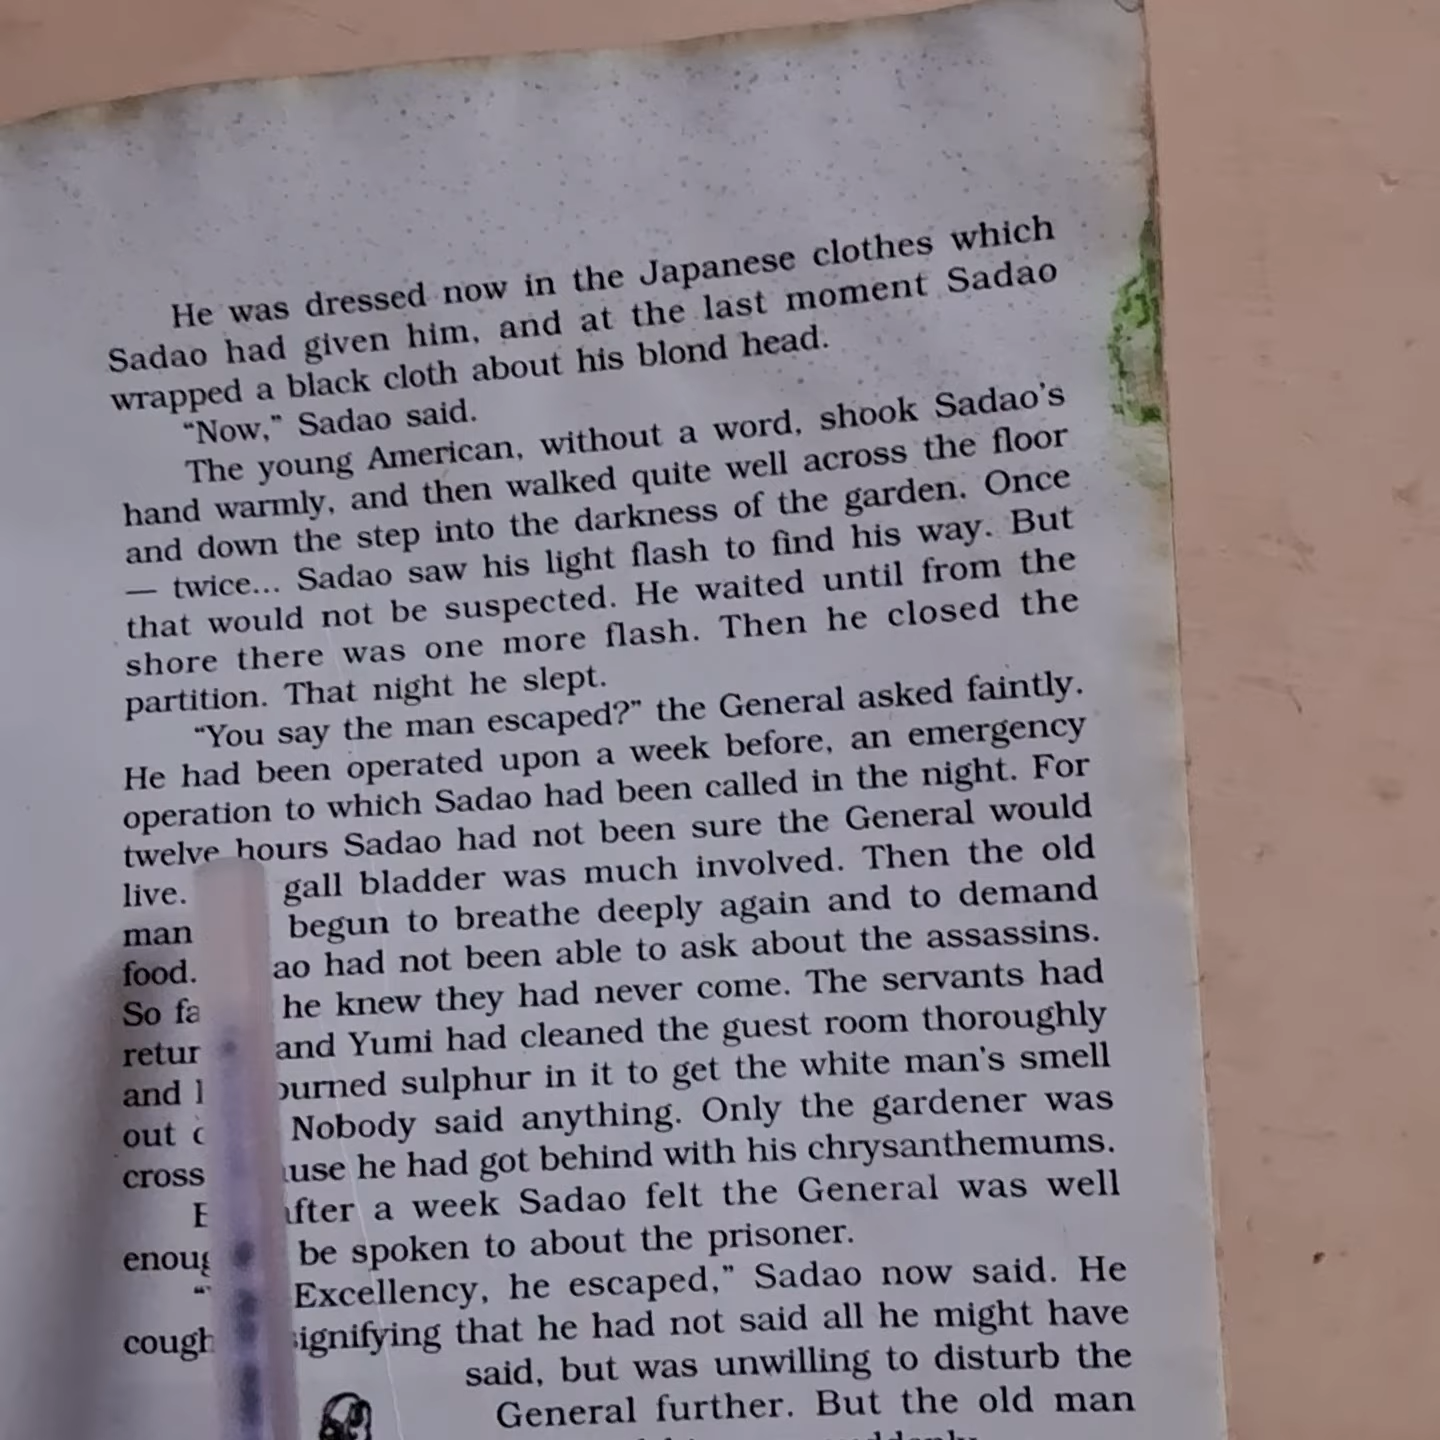 He was dressed now in the Japanese clothes which
Sadao had given him, and at the last moment Sadao
wrapped a black cloth about his blond head.
“Now,” Sadao said.
The young American, without a word, shook Sadao's
hand warmly, and then walked quite well across the floor
and down the step into the darkness of the garden. Once
— twice... Sadao saw his light flash to find his way. But
that would not be suspected. He waited until from the
shore there was one more flash. Then he closed the
partition. That night he slept.
“You say the man escaped?” the General asked faintly.
He had been operated upon a week before, an emergency
operation to which Sadao had been called in the night. For
twelve hours Sadao had not been sure the General would
live. gall bladder was much involved. Then the old
man begun to breathe deeply again and to demand
food. had not been able to ask about the assassins.
So he knew they had never come. The servants had
and Yumi had cleaned the guest room thoroughly
and sulphur in it to get the white man's smell
out Nobody said anything. Only the gardener was
cross he had got behind with his chrysanthemums.
a week Sadao felt the General was well
be spoken to about the prisoner.
Excellency, he escaped,” Sadao now said. He
that he had not said all he might have
said, but was unwilling to disturb the
General further. But the old man